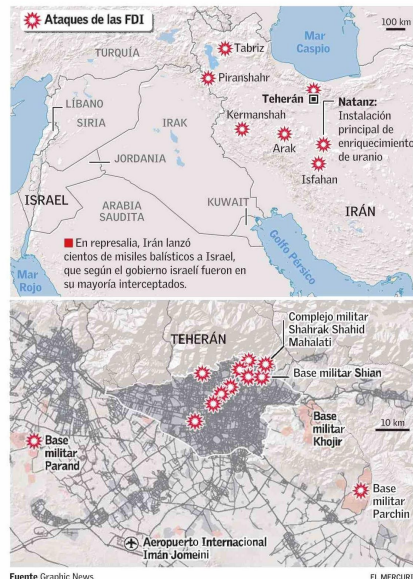 Ataques de las FDI
100 km
Mar
Caspio
TURQUÍA
Tabriz
Piranshahr
Teherán
Natanz:
Instalación
principal de
enriquecimiento
de uranio
LÍBANO
SIRIA
IRAK
Kermanshah
Arak
Isfahan
JORDANIA
ISRAEL
ARABIA
SAUDITA
KUWAIT
IRÁN
En represalia, Irán lanzó
cientos de misiles balísticos a Israel,
que según el gobierno israelí fueron en
su mayoría interceptados.
Golfo Pérsico
Mar
Rojo
TEHERÁN
Complejo militar
Shahrak Shahid
Mahalati
Base militar Shian
Base
militar
Khojir
10 km
Base
militar
Parand
Base
militar
Parchin
Aeropuerto Internacional
Imán Jomeini
Fuente Graphic News
EL MERCURI